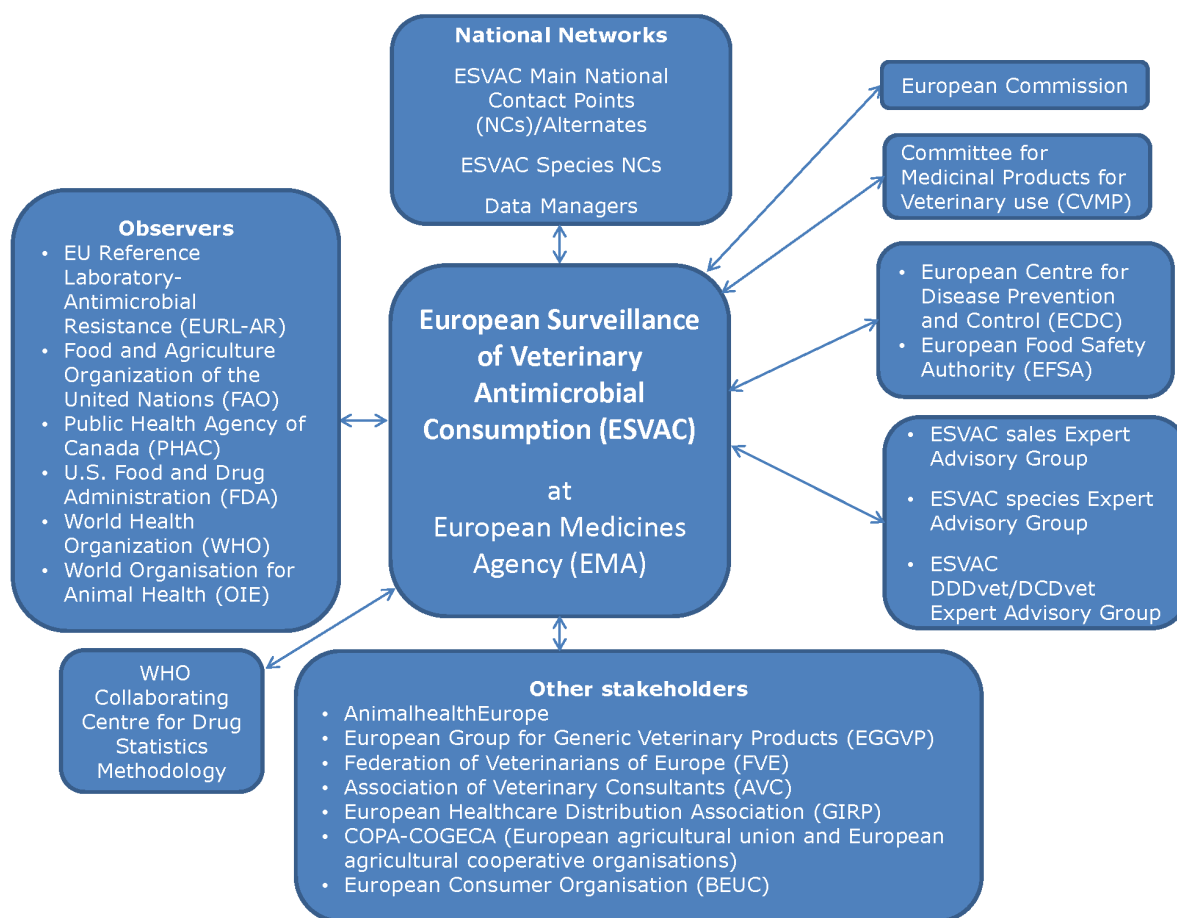 National Networks
ESVAC Main National
Contact Points
(NCs)/Alternates
ESVAC Species NCs
Data Managers
European Commission
Committee for
Medicinal Products for
Veterinary use (CVMP)
• European Centre for
Disease Prevention
and Control (ECDC)
• European Food Safety
Authority (EFSA)
• ESVAC sales Expert
Advisory Group
• ESVAC species Expert
Advisory Group
• ESVAC
DDDvet/DCDvet
Expert Advisory Group
Observers
• EU Reference
Laboratory-
Antimicrobial
Resistance (EURL-AR)
• Food and Agriculture
Organization of the
United Nations (FAO)
• Public Health Agency of
Canada (PHAC)
• U.S. Food and Drug
Administration (FDA)
• World Health
Organization (WHO)
• World Organisation for
Animal Health (OIE)
European Surveillance
of Veterinary
Antimicrobial
Consumption (ESVAC)
at
European Medicines
Agency (EMA)
WHO
Collaborating
Centre for Drug
Statistics
Methodology
Other stakeholders
• AnimalhealthEurope
• European Group for Generic Veterinary Products (EGGVP)
• Federation of Veterinarians of Europe (FVE)
• Association of Veterinary Consultants (AVC)
• European Healthcare Distribution Association (GIRP)
• COPA-COGECA (European agricultural union and European
agricultural cooperative organisations)
• European Consumer Organisation (BEUC)